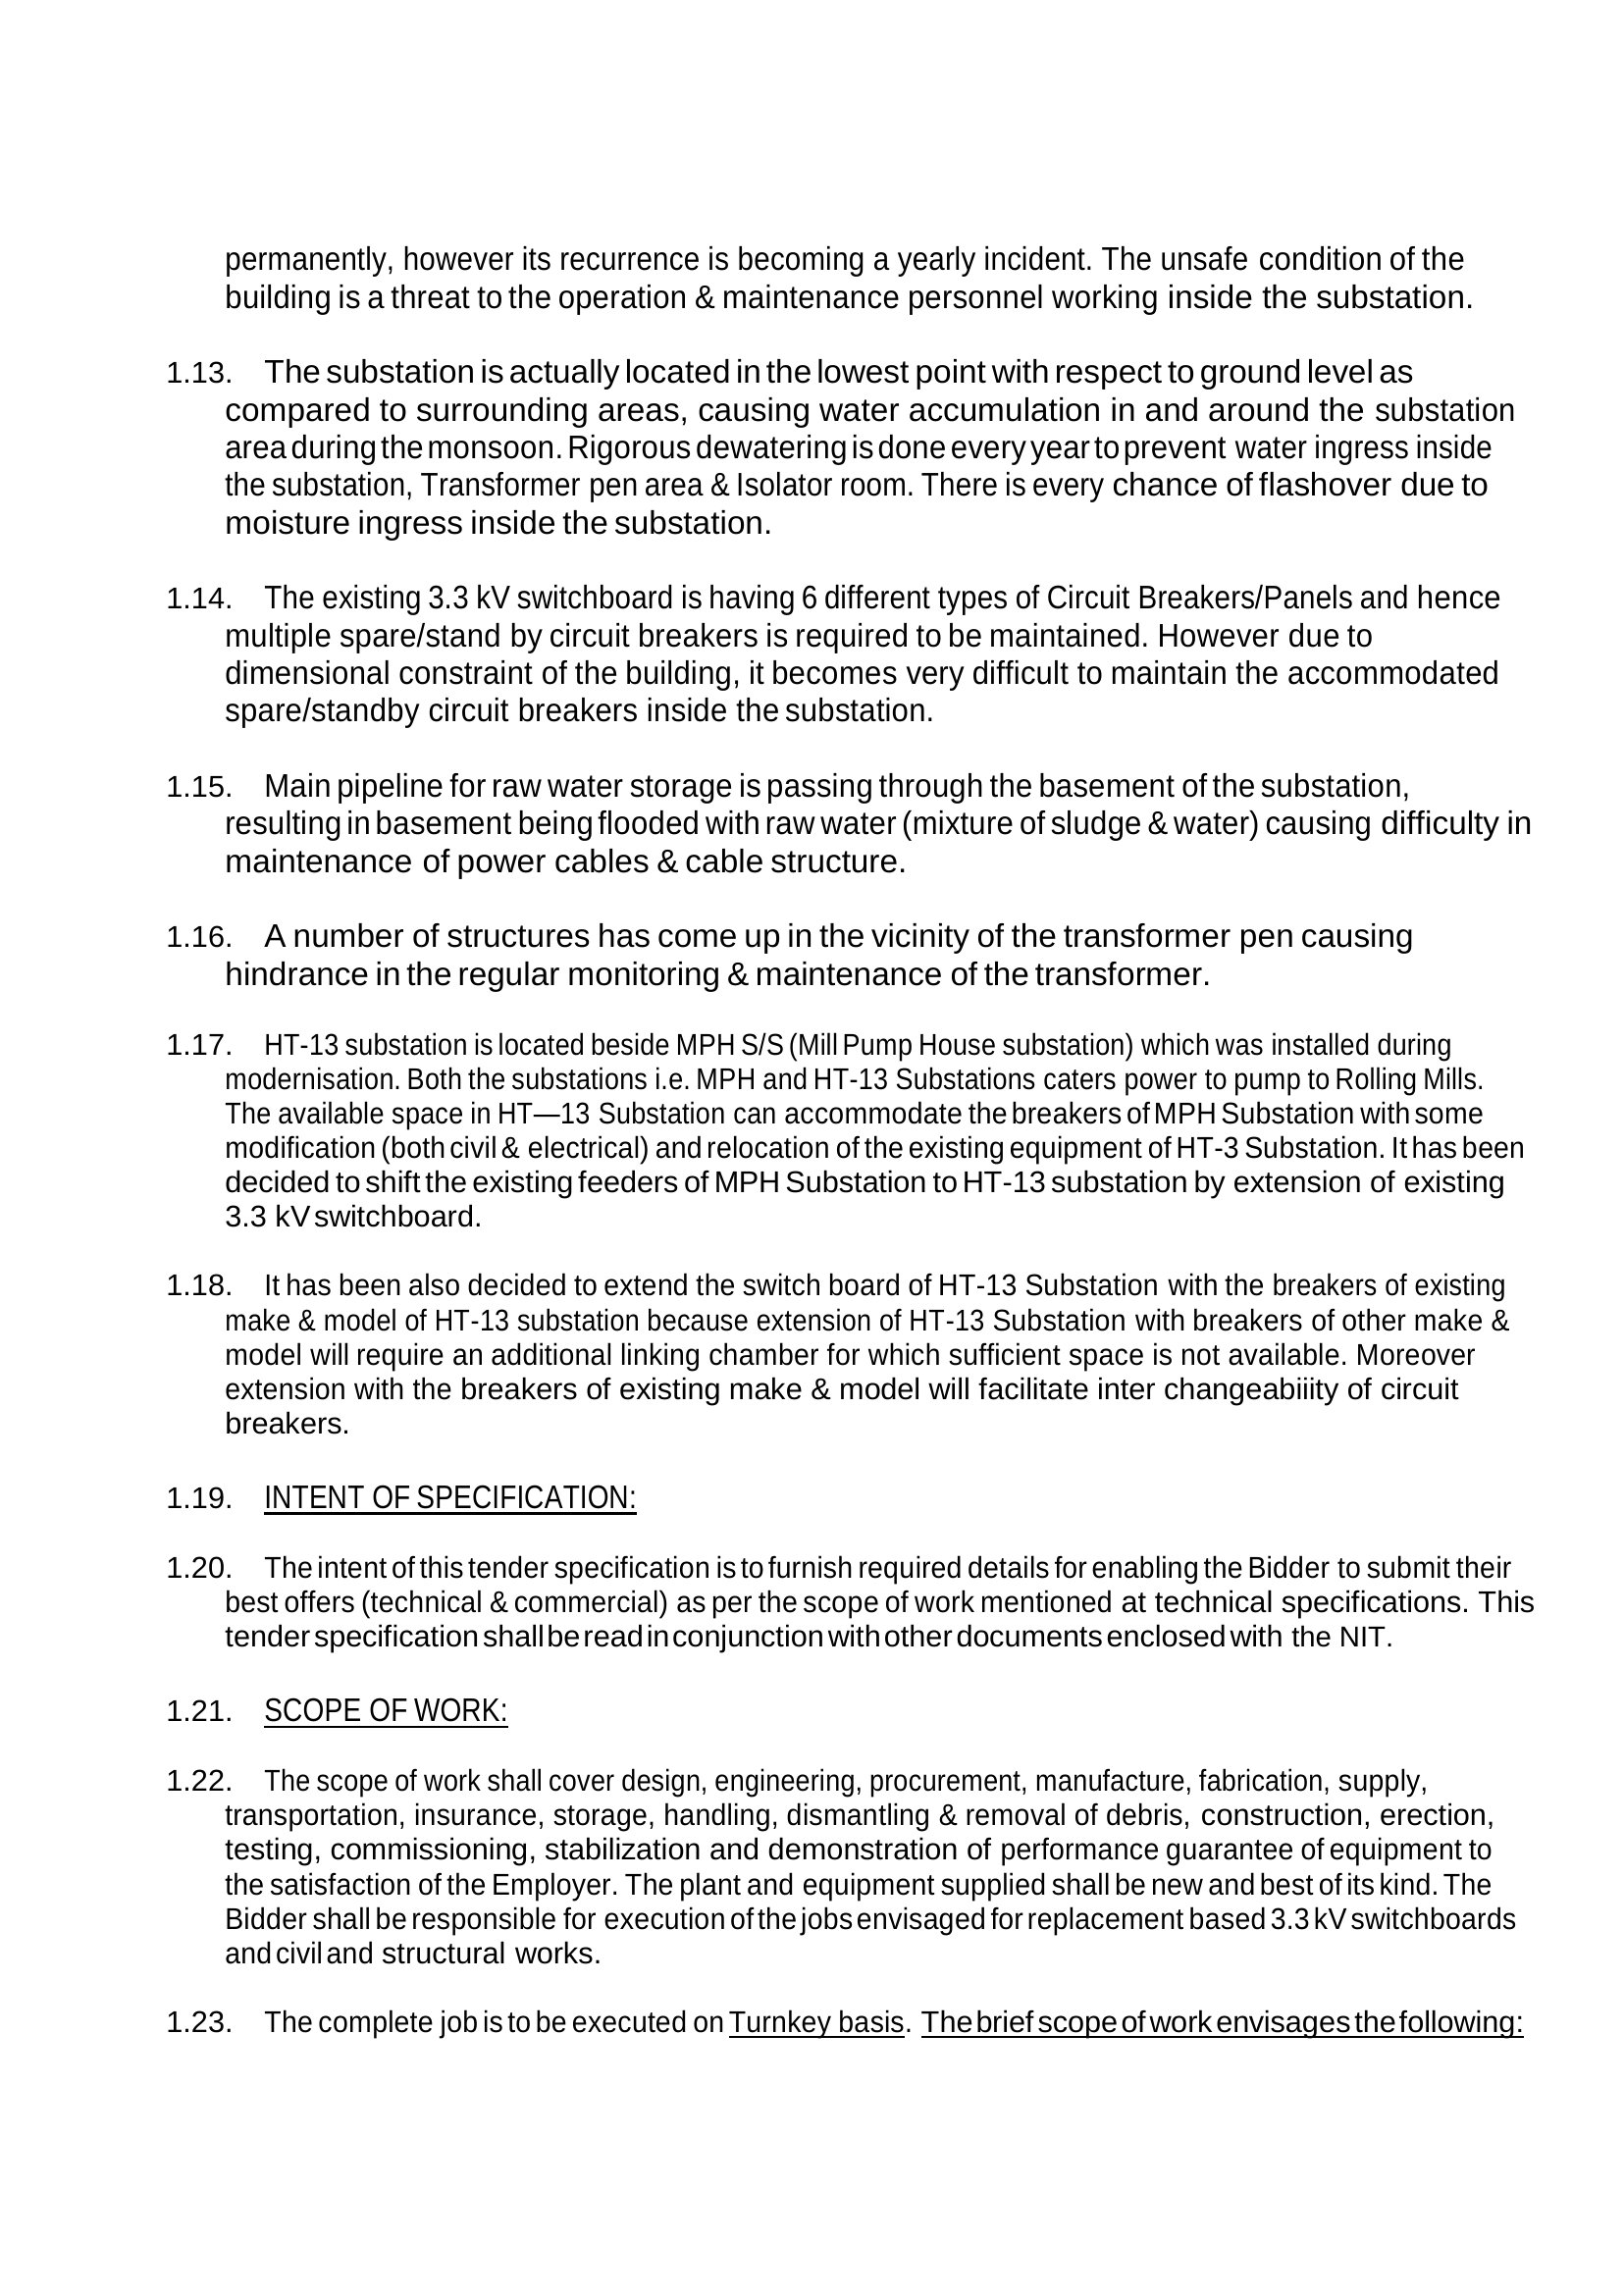 permanently, however its recurrence is becoming a yearly incident. The unsafe condition of the
building is a threat to the operation & maintenance personnel working inside the substation.
1.13. The substation is actually located in the lowest point with respect to ground level as
compared to surrounding areas, causing water accumulation in and around the substation
area during the monsoon. Rigorous dewatering is done every year to prevent water ingress inside
the substation, Transformer pen area & Isolator room. There is every chance of flashover due to
moisture ingress inside the substation.
1.14. The existing 3.3 kV switchboard is having 6 different types of Circuit Breakers/Panels and hence
multiple spare/stand by circuit breakers is required to be maintained. However due to
dimensional constraint of the building, it becomes very difficult to maintain the accommodated
spare/standby circuit breakers inside the substation.
1.15. Main pipeline for raw water storage is passing through the basement of the substation,
resulting in basement being flooded with raw water (mixture of sludge & water) causing difficulty in
maintenance of power cables & cable structure.
1.16. A number of structures has come up in the vicinity of the transformer pen causing
hindrance in the regular monitoring & maintenance of the transformer.
1.17. HT-13 substation is located beside MPH S/S (Mill Pump House substation) which was installed during
modernisation. Both the substations i.e. MPH and HT-13 Substations caters power to pump to Rolling Mills.
The available space in HT—13 Substation can accommodate the breakers of MPH Substation with some
modification (both civil & electrical) and relocation of the existing equipment of HT-3 Substation. It has been
decided to shift the existing feeders of MPH Substation to HT-13 substation by extension of existing
3.3 kV switchboard.
1.18. It has been also decided to extend the switch board of HT-13 Substation with the breakers of existing
make & model of HT-13 substation because extension of HT-13 Substation with breakers of other make &
model will require an additional linking chamber for which sufficient space is not available. Moreover
extension with the breakers of existing make & model will facilitate inter changeabiiity of circuit
breakers.
1.19. INTENT OF SPECIFICATION:
1.20. The intent of this tender specification is to furnish required details for enabling the Bidder to submit their
best offers (technical & commercial) as per the scope of work mentioned at technical specifications. This
tender specification shall be read in conjunction with other documents enclosed with the NIT.
1.21. SCOPE OF WORK:
1.22. The scope of work shall cover design, engineering, procurement, manufacture, fabrication, supply,
transportation, insurance, storage, handling, dismantling & removal of debris, construction, erection,
testing, commissioning, stabilization and demonstration of performance guarantee of equipment to
the satisfaction of the Employer. The plant and equipment supplied shall be new and best of its kind. The
Bidder shall be responsible for execution of the jobs envisaged for replacement based 3.3 kV switchboards
and civil and structural works.
1.23. The complete job is to be executed on Turnkey basis. The brief scope of work envisages the following: